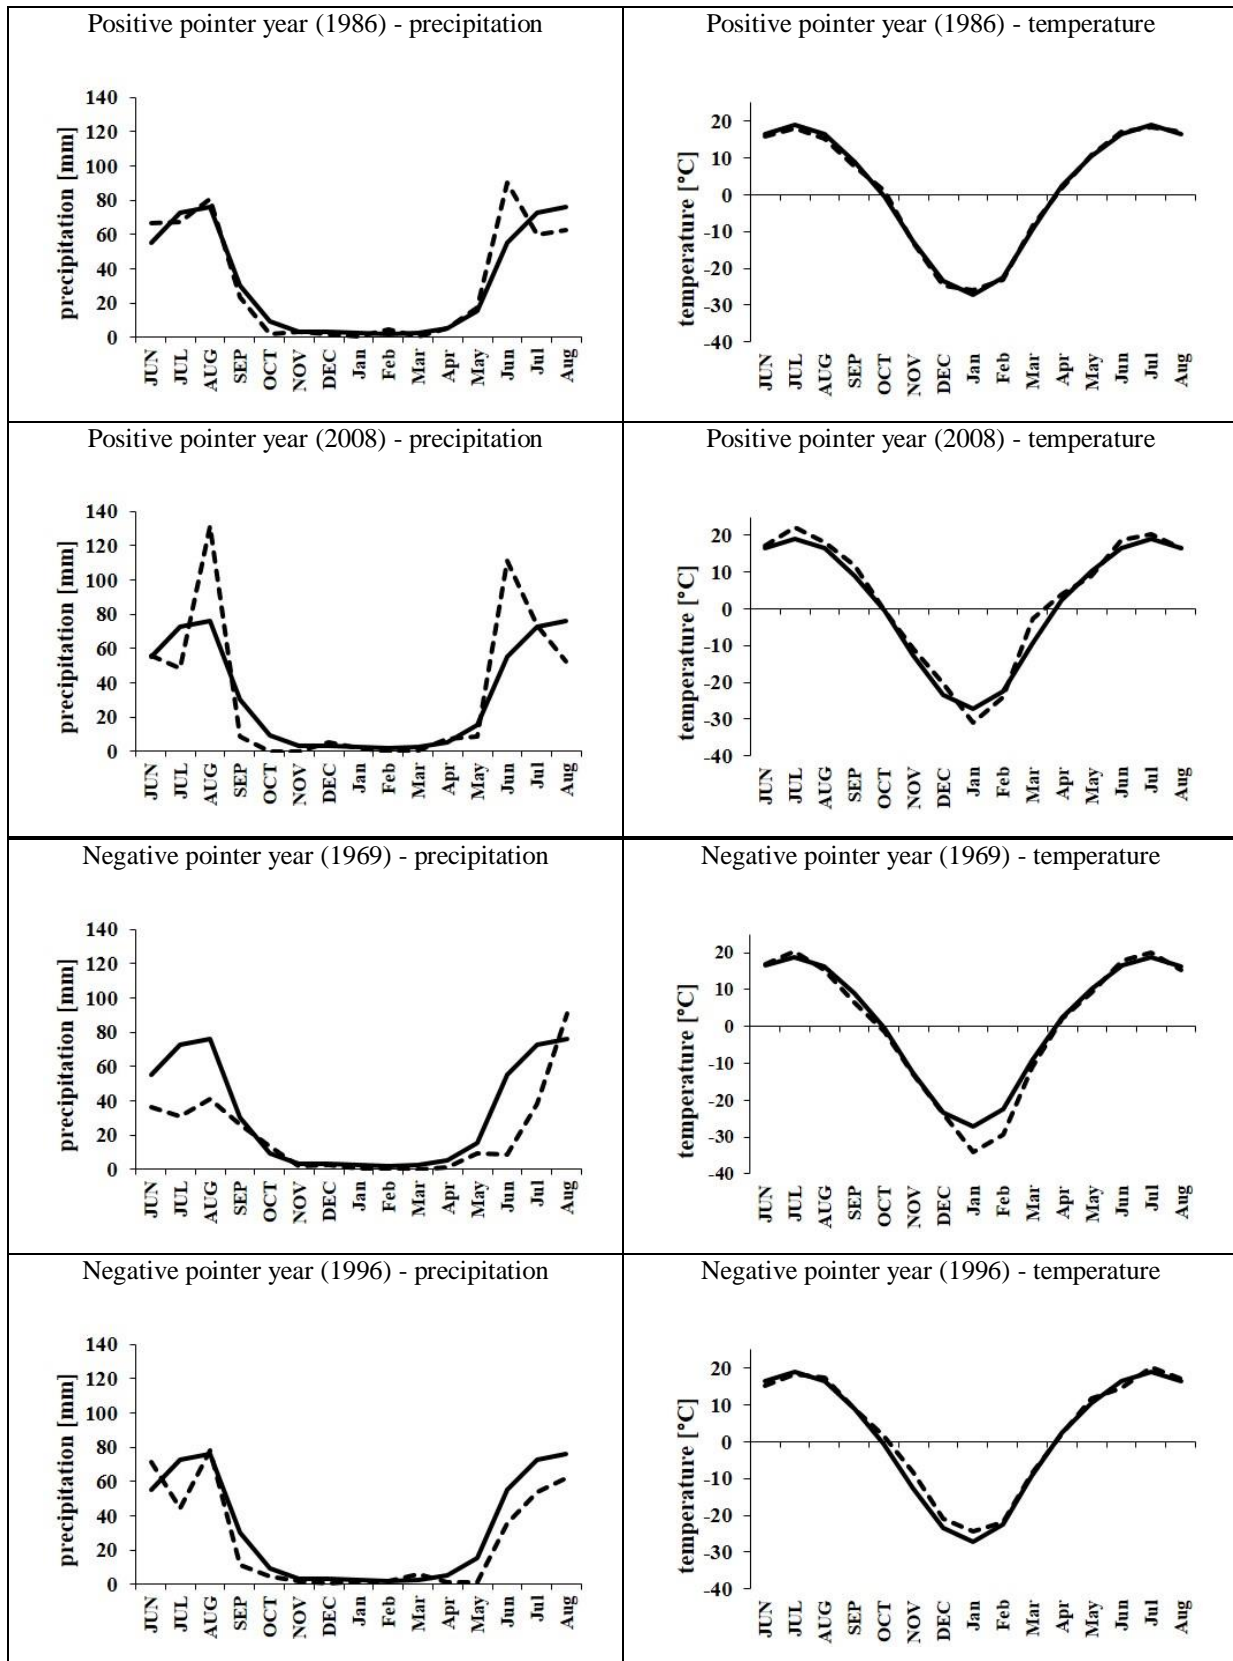 Positive pointer year (1986) - precipitation
precipitation [mm]
140
120
100
80
60
40
20
0
JUN JUL AUG SEP OCT NOV DEC Jan Feb Mar Apr May Jun Jul Aug
Positive pointer year (1986) - temperature
temperature [°C]
20
10
0
-10
-20
-30
-40
JUN JUL AUG SEP OCT NOV DEC Jan Feb Mar Apr May Jun Jul Aug
Positive pointer year (2008) - precipitation
precipitation [mm]
140
120
100
80
60
40
20
0
JUN JUL AUG SEP OCT NOV DEC Jan Feb Mar Apr May Jun Jul Aug
Positive pointer year (2008) - temperature
temperature [°C]
20
10
0
-10
-20
-30
-40
JUN JUL AUG SEP OCT NOV DEC Jan Feb Mar Apr May Jun Jul Aug
Negative pointer year (1969) - precipitation
precipitation [mm]
140
120
100
80
60
40
20
0
JUN JUL AUG SEP OCT NOV DEC Jan Feb Mar Apr May Jun Jul Aug
Negative pointer year (1969) - temperature
temperature [°C]
20
10
0
-10
-20
-30
-40
JUN JUL AUG SEP OCT NOV DEC Jan Feb Mar Apr May Jun Jul Aug
Negative pointer year (1996) - precipitation
precipitation [mm]
140
120
100
80
60
40
20
0
JUN JUL AUG SEP OCT NOV DEC Jan Feb Mar Apr May Jun Jul Aug
Negative pointer year (1996) - temperature
temperature [°C]
20
10
0
-10
-20
-30
-40
JUN JUL AUG SEP OCT NOV DEC Jan Feb Mar Apr May Jun Jul Aug